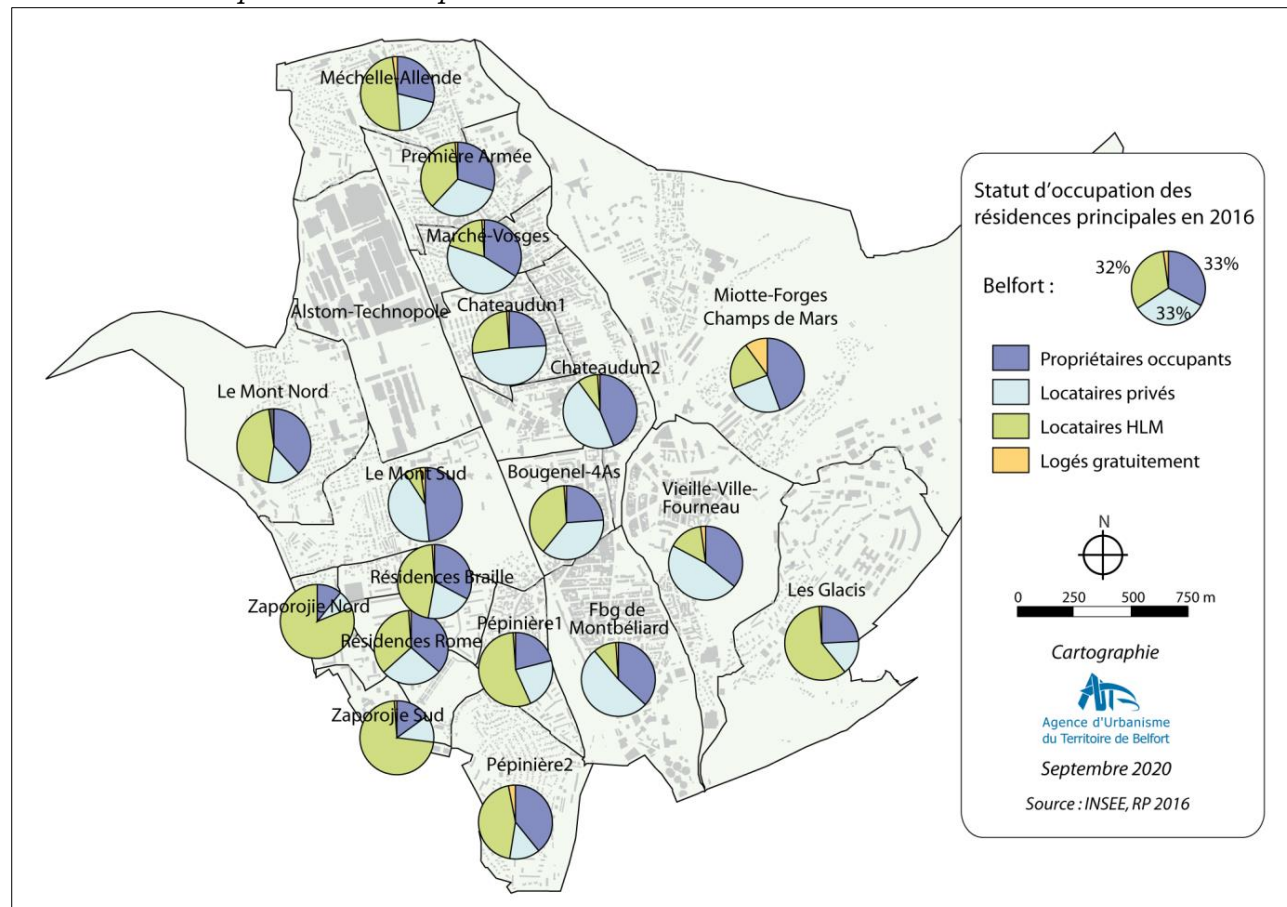 Méchelle-Allende
Première Armée
Marché-Vosges
Alstom-Technopole
Chateaudun1
Miotte-Forges
Champs de Mars
Chateaudun2
Le Mont Nord
Le Mont Sud
Bougenel-4As
Vieille-Ville-
Fourneau
Résidences Braille
Zaporojie Nord
Résidences Rome
Pépinière1
Fbg de
Montbéliard
Les Glacis
Zaporojie Sud
Pépinière2
Statut d'occupation des
résidences principales en 2016
Belfort :
32%
33%
33%
Propriétaires occupants
Locataires privés
Locataires HLM
Logés gratuitement
N
0 250 500 750 m
Cartographie
Agence d'Urbanisme
du Territoire de Belfort
Septembre 2020
Source : INSEE, RP 2016